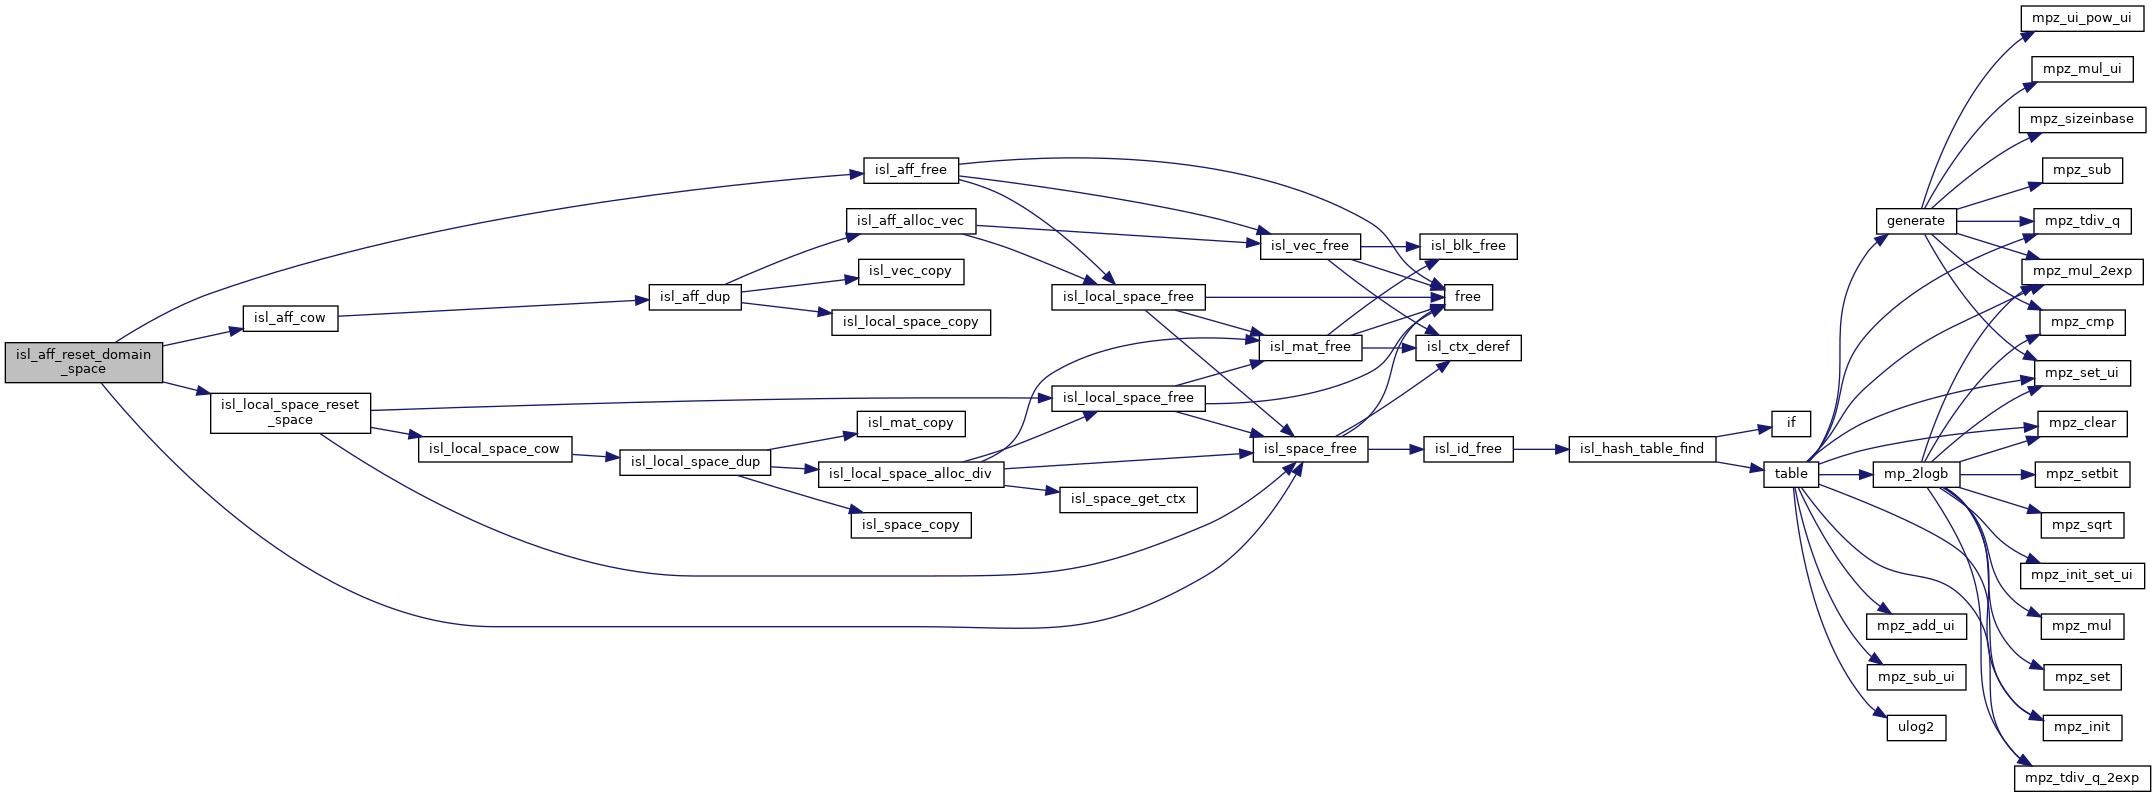 isl_aff_reset_domain
_space
isl_aff_cow
isl_local_space_reset
_space
isl_local_space_cow
isl_aff_dup
isl_local_space_dup
isl_aff_free
isl_aff_alloc_vec
isl_vec_copy
isl_local_space_copy
isl_mat_copy
isl_local_space_alloc_div
isl_space_copy
isl_local_space_free
isl_local_space_free
isl_space_get_ctx
isl_vec_free
isl_mat_free
isl_space_free
isl_blk_free
free
isl_ctx_deref
isl_id_free
isl_hash_table_find
if
table
generate
mp_2logb
mpz_add_ui
mpz_sub_ui
ulog2
mpz_ui_pow_ui
mpz_mul_ui
mpz_sizeinbase
mpz_sub
mpz_tdiv_q
mpz_mul_2exp
mpz_cmp
mpz_set_ui
mpz_clear
mpz_setbit
mpz_sqrt
mpz_init_set_ui
mpz_mul
mpz_set
mpz_init
mpz_tdiv_q_2exp